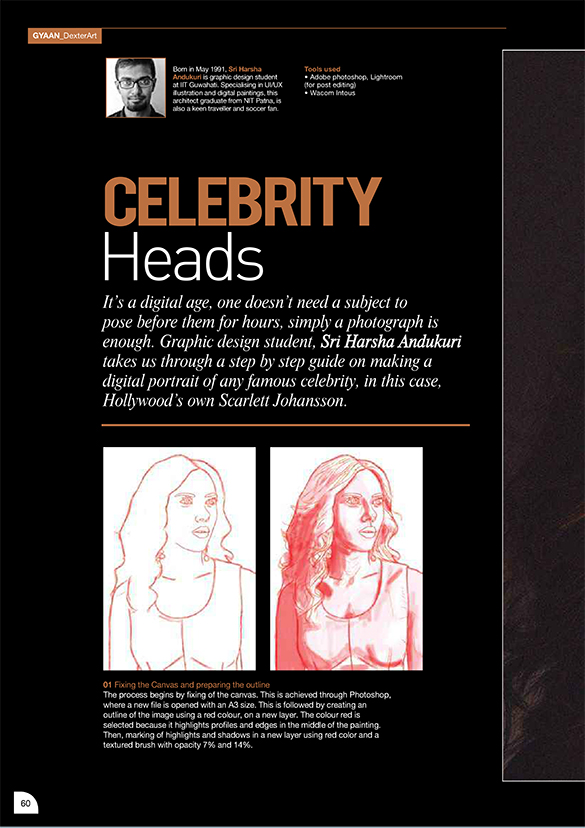 GYAAN_DexterArt
Born in May 1991, Sri Harsha
Andukuri is graphic design student
at IIT Guwahati. Specialising in UI/UX
illustration and digital paintings, this
architect graduate from NIT Patna, is
also a keen traveller and soccer fan.
Tools used
• Adobe photoshop, Lightroom
(for post editing)
• Wacom Intous
CELEBRITY
Heads
It’s a digital age, one doesn’t need a subject to
pose before them for hours, simply a photograph is
enough. Graphic design student, Sri Harsha Andukuri
takes us through a step by step guide on making a
digital portrait of any famous celebrity, in this case,
Hollywood’s own Scarlett Johansson.
01 Fixing the Canvas and preparing the outline
The process begins by fixing of the canvas. This is achieved through Photoshop,
where a new file is opened with an A3 size. This is followed by creating an
outline of the image using a red colour, on a new layer. The colour red is
selected because it highlights profiles and edges in the middle of the painting.
Then, marking of highlights and shadows in a new layer using red color and a
textured brush with opacity 7% and 14%.
60